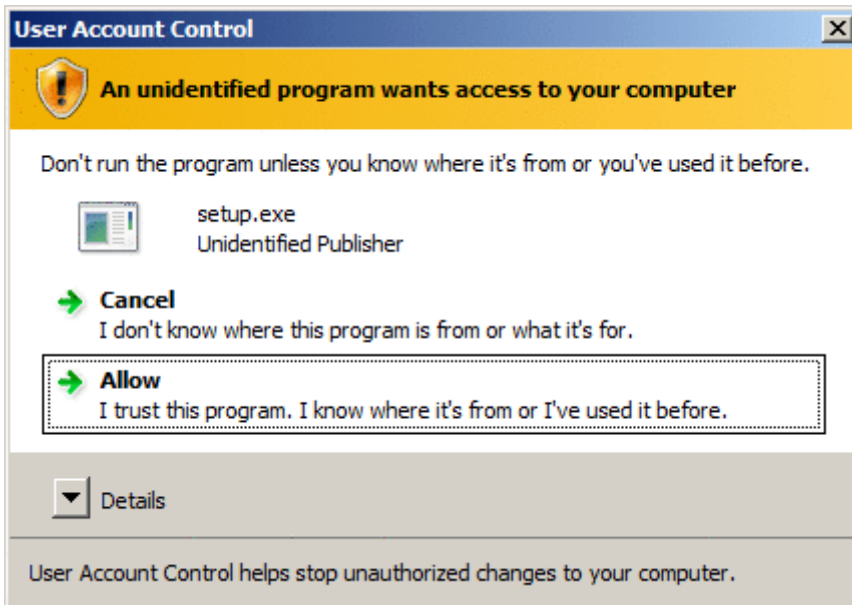 User Account Control
An unidentified program wants access to your computer
Don't run the program unless you know where it's from or you've used it before.
setup.exe
Unidentified Publisher
Cancel
I don't know where this program is from or what it's for.
Allow
I trust this program. I know where it's from or I've used it before.
Details
User Account Control helps stop unauthorized changes to your computer.